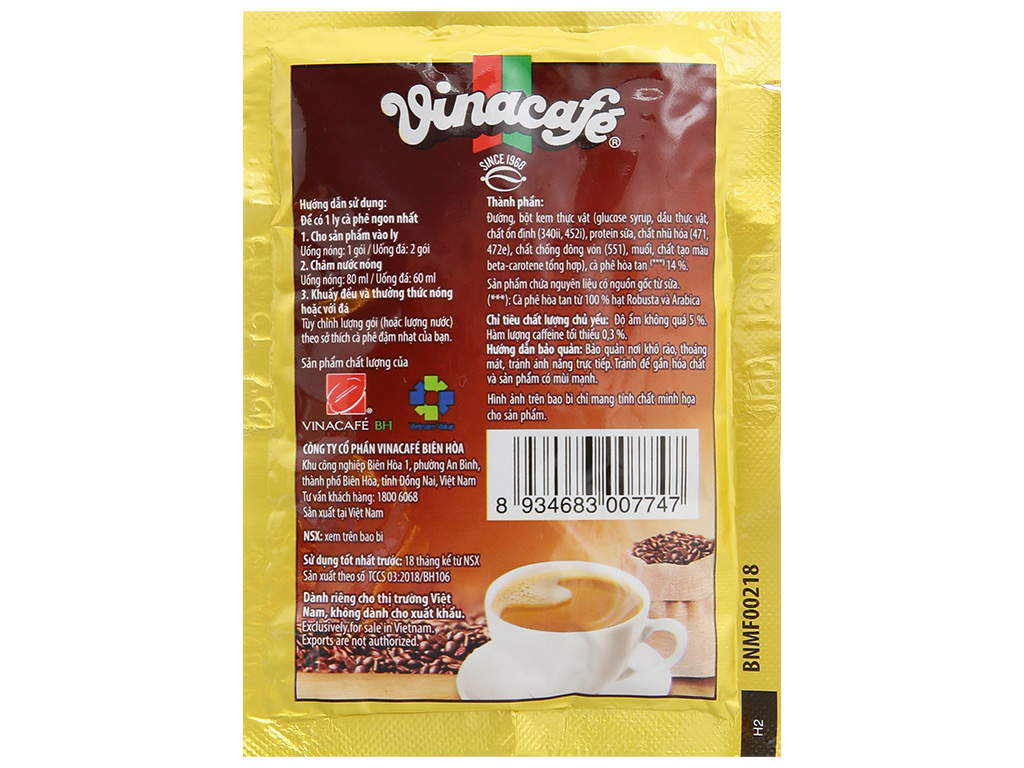 Vinacafé®
SINCE 1968
Hướng dẫn sử dụng:
Để có 1 ly cà phê ngon nhất
1. Cho sản phẩm vào ly
Uống nóng: 1 gói / Uống đá: 2 gói
2. Châm nước nóng
Uống nóng: 80 ml / Uống đá: 60 ml
3. Khuấy đều và thưởng thức nóng
hoặc với đá
Tùy chỉnh lượng gói (hoặc lượng nước)
theo sở thích cà phê đậm nhạt của bạn.
Sản phẩm chất lượng của
VINACAFÉ BH
Vietnam Value
CÔNG TY CỔ PHẦN VINACAFÉ BIÊN HÒA
Khu công nghiệp Biên Hòa 1, phường An Bình,
thành phố Biên Hòa, tỉnh Đồng Nai, Việt Nam
Tư vấn khách hàng: 1800 6068
Sản xuất tại Việt Nam
NSX: xem trên bao bì
Sử dụng tốt nhất trước: 18 tháng kể từ NSX
Sản xuất theo số TCCS 03:2018/BH106
Dành riêng cho thị trường Việt
Nam, không dành cho xuất khẩu.
Exclusively for sale in Vietnam.
Exports are not authorized.
Thành phần:
Đường, bột kem thực vật (glucose syrup, dầu thực vật,
chất ổn định (340ii, 452i), protein sữa, chất nhũ hóa (471,
472e), chất chống đông vón (551), muối, chất tạo màu
beta-carotene tổng hợp), cà phê hòa tan (***) 14 %.
Sản phẩm chứa nguyên liệu có nguồn gốc từ sữa.
(***): Cà phê hòa tan từ 100 % hạt Robusta và Arabica
Chỉ tiêu chất lượng chủ yếu: Độ ẩm không quá 5 %.
Hàm lượng caffeine tối thiểu 0,3 %.
Hướng dẫn bảo quản: Bảo quản nơi khô ráo, thoáng
mát, tránh ánh nắng trực tiếp. Tránh để gần hóa chất
và sản phẩm có mùi mạnh.
Hình ảnh trên bao bì chỉ mang tính chất minh họa
cho sản phẩm.
8 934683 007747
BNMF00218
H2